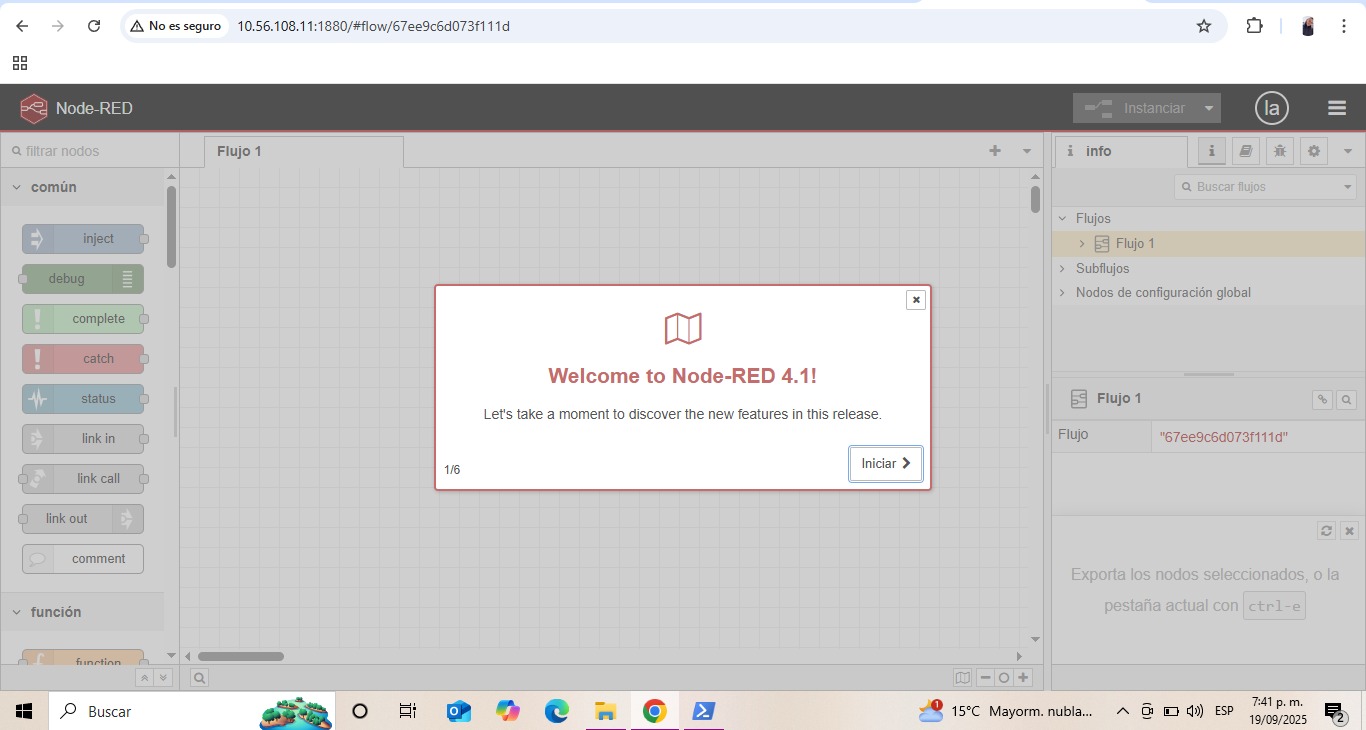 No es seguro 10.56.108.11:1880/#flow/67ee9c6d073f111d
Node-RED Instanciar la
filtrar nodos Flujo 1 info
común
Buscar flujos
Flujos
inject
Flujo 1
debug
Subflujos
Nodos de configuración global
complete
catch
status
Welcome to Node-RED 4.1!
Flujo 1
Let's take a moment to discover the new features in this release.
link in
Flujo "67ee9c6d073f111d"
Iniciar
1/6
link call
link out
comment
Exporta los nodos seleccionados, o la
pestaña actual con ctrl-e
función
function
Buscar
1
15°C Mayorm. nubla...
ESP
7:41 p. m.
19/09/2025
2